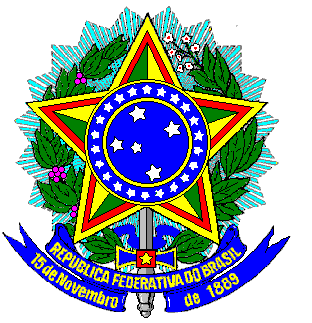 REPUBLICA FEDERATIVA DO BRASIL
15 de Novembro de 1889